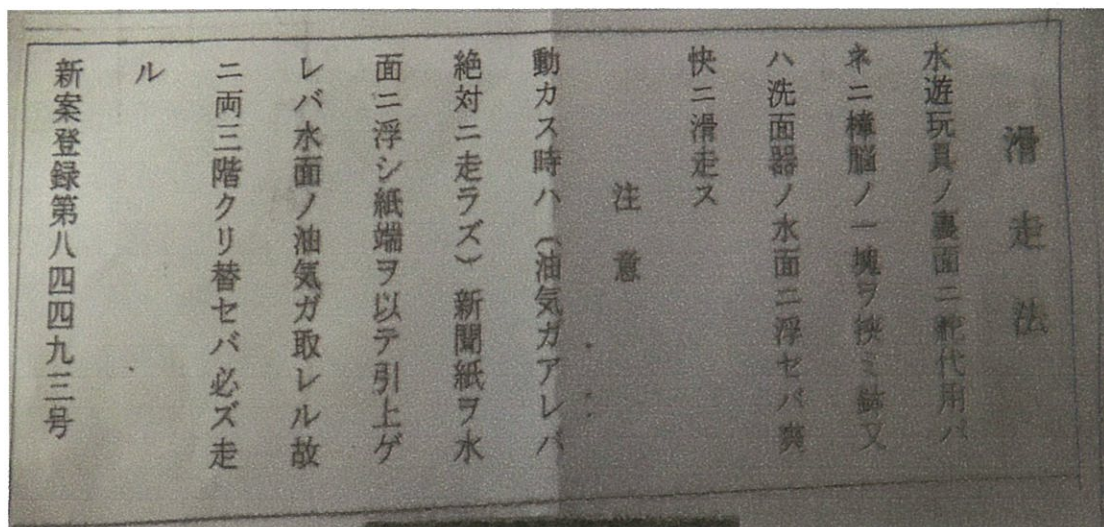 滑走法
水遊玩具ノ裏面ニ舵代用バ
ネニ樟脳ノ一塊ヲ挟ミ鉢又
ハ洗面器ノ水面ニ浮セバ爽
快ニ滑走ス
注意
動カス時ハ(油気ガアレバ
絶対ニ走ラズ)新聞紙ヲ水
面ニ浮シ紙端ヲ以テ引上ゲ
レバ水面ノ油気ガ取レル故
ニ両三階クリ替セバ必ズ走
ル
新案登録第八四四九三号